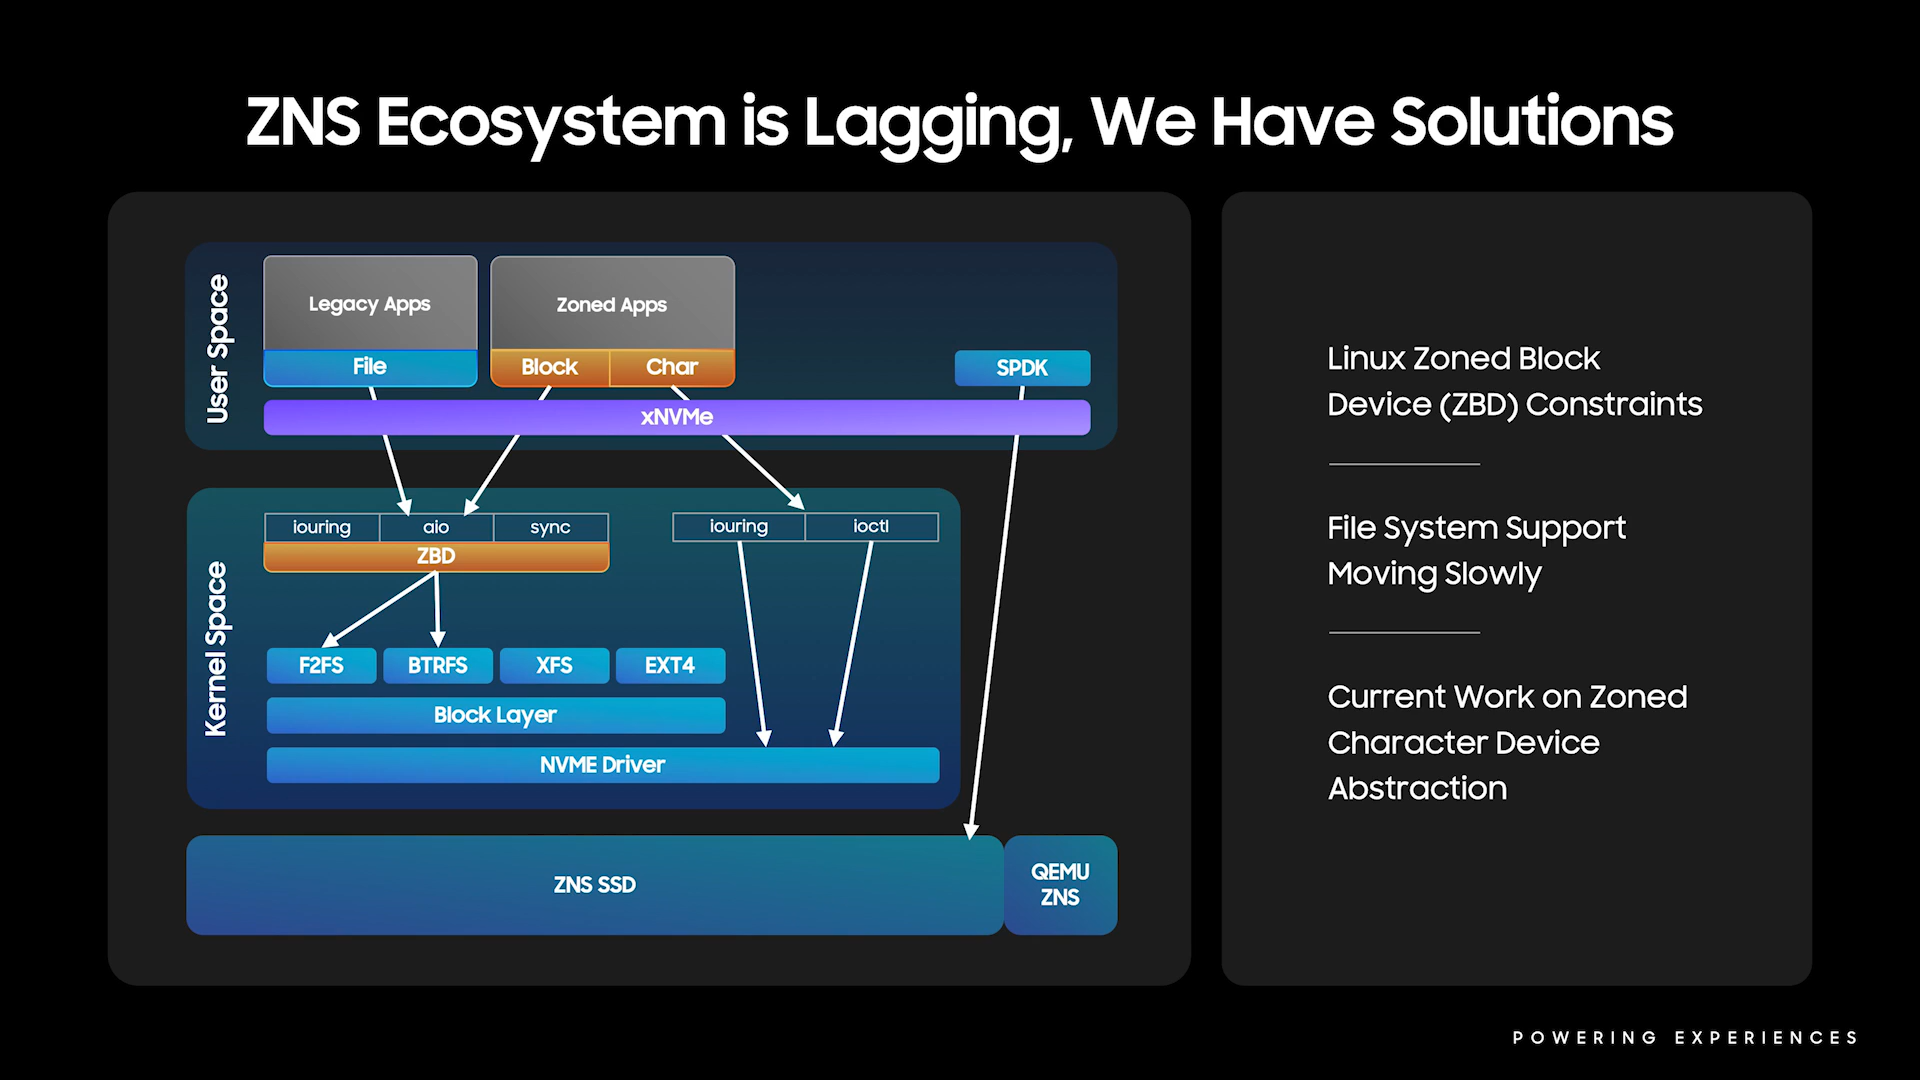 ZNS Ecosystem is Lagging, We Have Solutions
User Space
Legacy Apps
File
Zoned Apps
Block
Char
SPDK
xNVMe
Kernel Space
iouring
aio
sync
ZBD
iouring
ioctl
F2FS
BTRFS
XFS
EXT4
Block Layer
NVME Driver
ZNS SSD
QEMU
ZNS
Linux Zoned Block
Device (ZBD) Constraints
File System Support
Moving Slowly
Current Work on Zoned
Character Device
Abstraction
POWERING EXPERIENCES